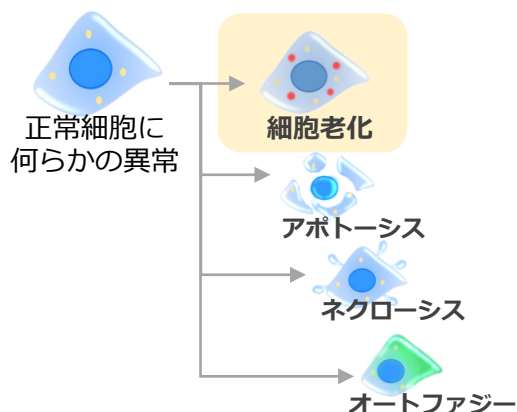 正常細胞に
何らかの異常
細胞老化
アポトーシス
ネクローシス
オートファジー